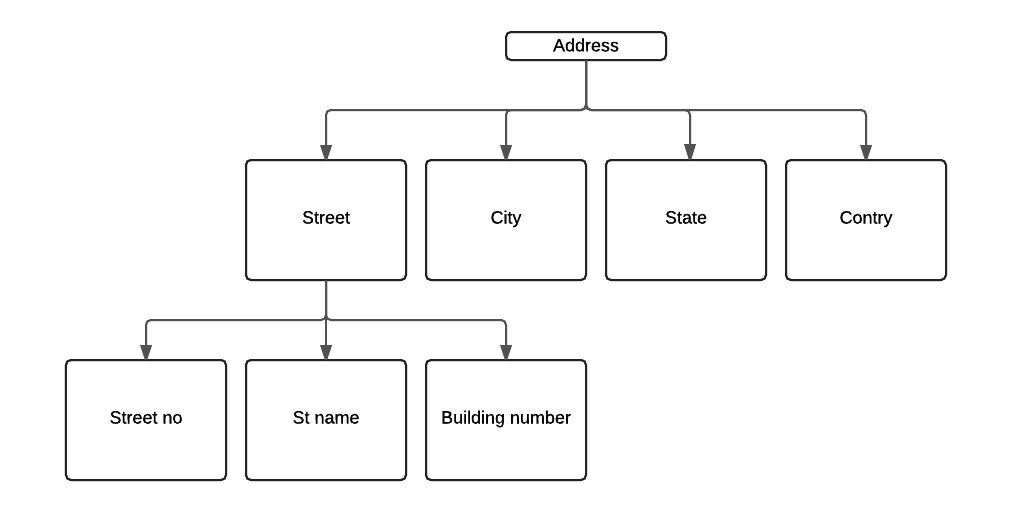 Address
Street
City
State
Contry
Street no
St name
Building number